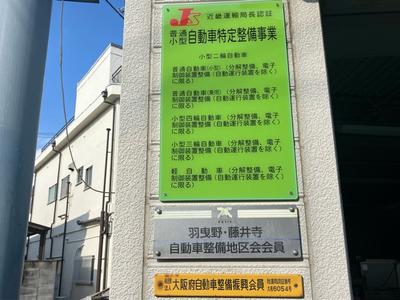 JS 近畿運輸局長認証
普通
小型 自動車特定整備事業
小型二輪自動車
普通自動車(小型)(分解整備、電子
制御装置整備(自動運行装置を除く)
に限る)
普通自動車(乗用)(分解整備、電子
制御装置整備(自動運行装置を除く)
に限る)
小型四輪自動車(分解整備、電子
制御装置整備(自動運行装置を除く)
に限る)
小型三輪自動車(分解整備、電子
制御装置整備(自動運行装置を除く)
に限る)
軽自動車(分解整備、電子
制御装置整備(自動運行装置を除く)
に限る)
羽曳野・藤井寺
自動車整備地区会会員
大阪府自動車整備振興会会員